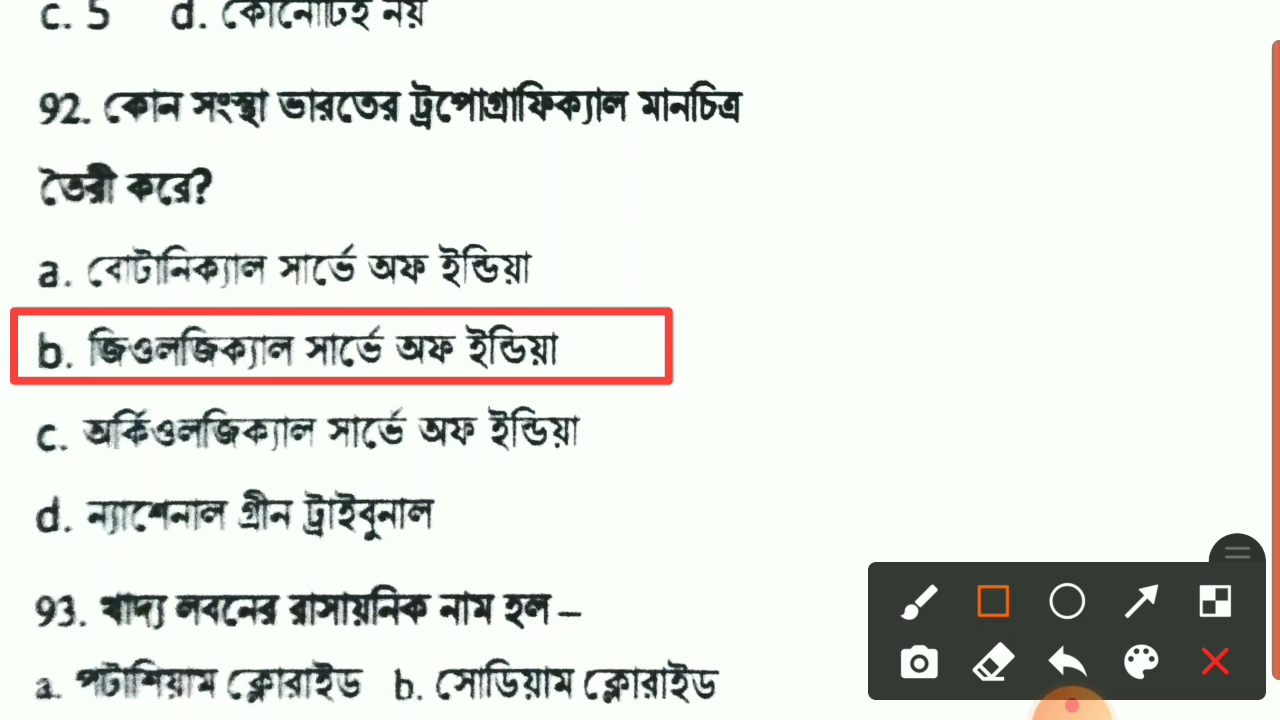 c. 5 d. কোনোটিই নয়
92. কোন সংস্থা ভারতের ট্রপোগ্রাফিক্যাল মানচিত্র
তৈরী করে?
a. বোটানিক্যাল সার্ভে অফ ইন্ডিয়া
b. জিওলজিক্যাল সার্ভে অফ ইন্ডিয়া
c. অর্কিওলজিক্যাল সার্ভে অফ ইন্ডিয়া
d. ন্যাশেনাল গ্রীন ট্রাইবুনাল
93. খাদ্য লবনের রাসায়নিক নাম হল –
a. পটাশিয়াম ক্লোরাইড b. সোডিয়াম ক্লোরাইড